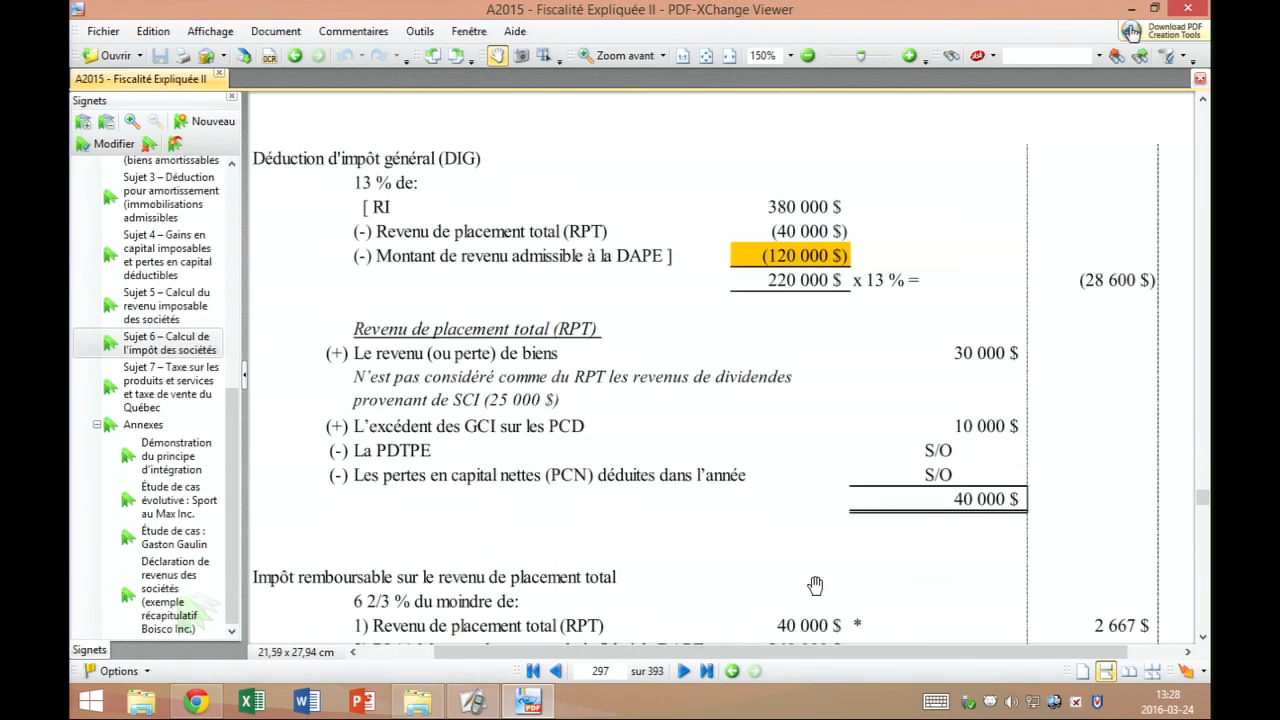 A2015 - Fiscalité Expliquée II - PDF-XChange Viewer
Fichier Edition Affichage Document Commentaires Outils Fenêtre Aide
Download PDF
Creation Tools
Ouvrir
OCR
Zoom avant
150%
A2015 - Fiscalité Expliquée II
Signets
Nouveau
Modifier
(biens amortissables
Sujet 3 – Déduction
pour amortissement
(immobilisations
admissibles
Sujet 4 – Gains en
capital imposables
et pertes en capital
déductibles
Sujet 5 – Calcul du
revenu imposable
des sociétés
Sujet 6 – Calcul de
l'impôt des sociétés
Sujet 7 – Taxe sur les
produits et services
et taxe de vente du
Québec
Annexes
Démonstration
du principe
d'intégration
Étude de cas
évolutive : Sport
au Max Inc.
Étude de cas :
Gaston Gaulin
Déclaration de
revenus des
sociétés
(exemple
récapitulatif
Boisco Inc.)
Signets
Déduction d'impôt général (DIG)
13 % de:
[ RI 380 000 $
(-) Revenu de placement total (RPT) (40 000 $)
(-) Montant de revenu admissible à la DAPE ] (120 000 $)
220 000 $ x 13 % = (28 600 $)
Revenu de placement total (RPT)
(+) Le revenu (ou perte) de biens 30 000 $
N'est pas considéré comme du RPT les revenus de dividendes
provenant de SCI (25 000 $)
(+) L'excédent des GCI sur les PCD 10 000 $
(-) La PDTPE S/O
(-) Les pertes en capital nettes (PCN) déduites dans l'année S/O
40 000 $
Impôt remboursable sur le revenu de placement total
6 2/3 % du moindre de:
1) Revenu de placement total (RPT) 40 000 $ * 2 667 $
21,59 x 27,94 cm
Options
297 sur 393
13:28
2016-03-24